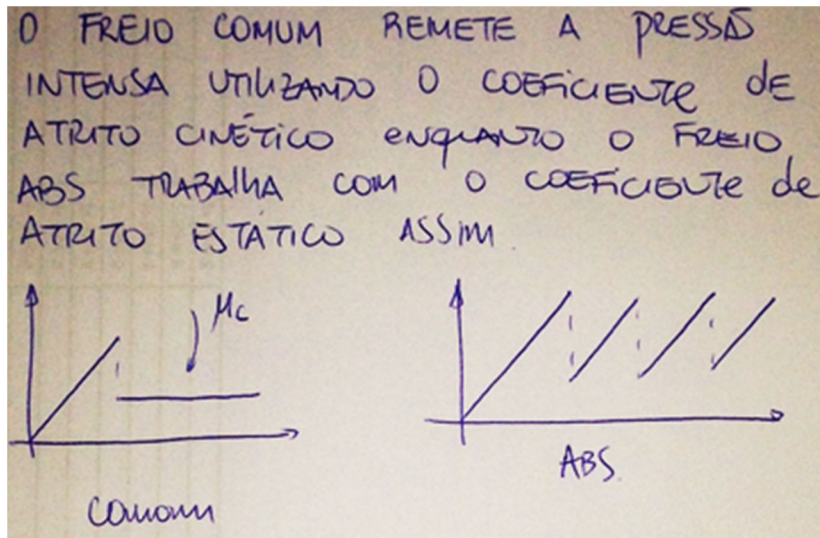 O FREIO COMUM REMETE A PRESSÃO
INTENSA UTILIZANDO O COEFICIENTE de
ATRITO CINÉTICO enquanto O FREIO
ABS TRABALHA COM O COEFICIENTE de
ATRITO ESTÁTICO ASSIM.
μc
ABS
Comum